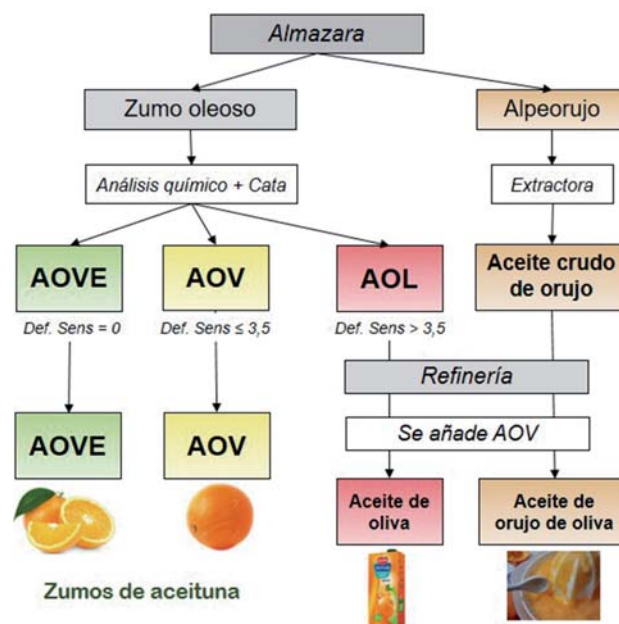 Almazara
Zumo oleoso
Alpeorujo
Análisis químico + Cata
Extractora
AOVE
AOV
AOL
Aceite crudo
de orujo
Def. Sens = 0
Def. Sens ≤ 3,5
Def. Sens > 3,5
Refinería
Se añade AOV
AOVE
AOV
Aceite de
oliva
Aceite de
orujo de oliva
Zumos de aceituna